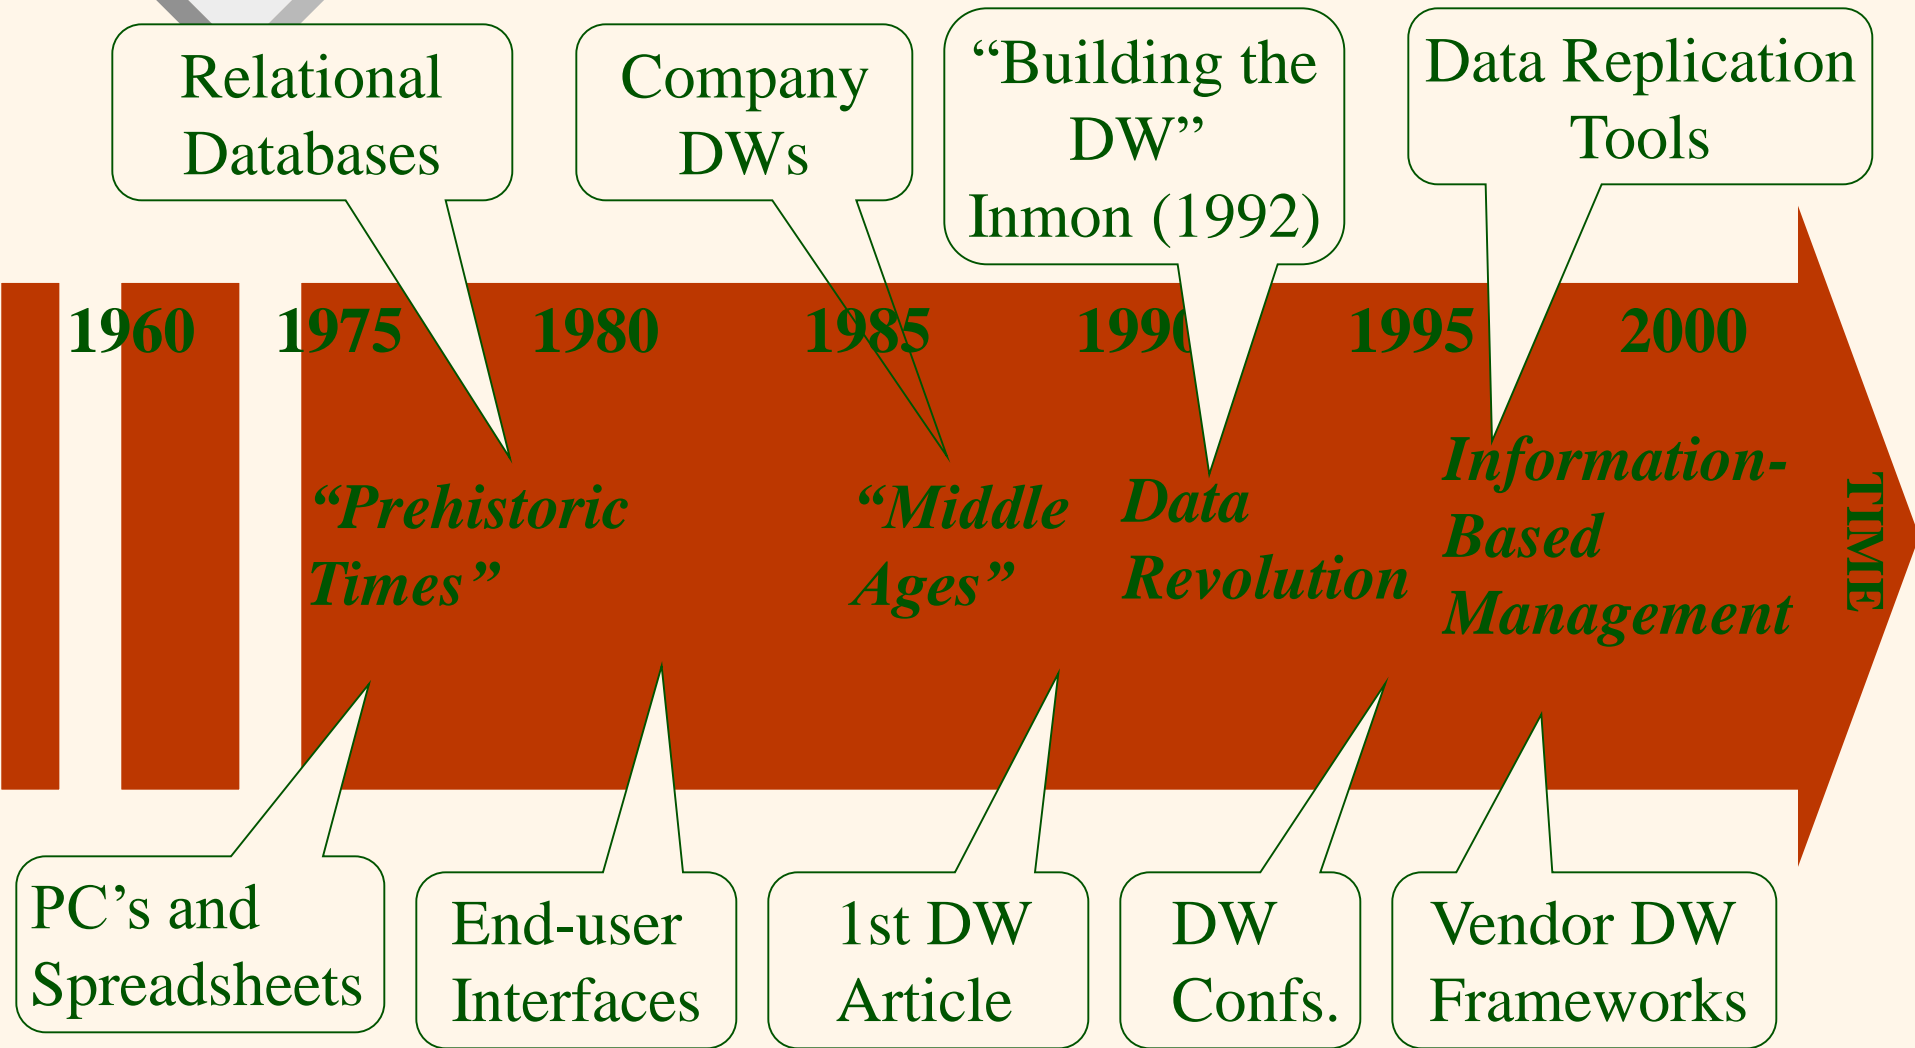 Relational
Databases
Company
DWs
“Building the
DW”
Inmon (1992)
Data Replication
Tools
1960 1975 1980 1985 1990 1995 2000
“Prehistoric
Times”
“Middle
Ages”
Data
Revolution
Information-
Based
Management
TIME
PC’s and
Spreadsheets
End-user
Interfaces
1st DW
Article
DW
Confs.
Vendor DW
Frameworks